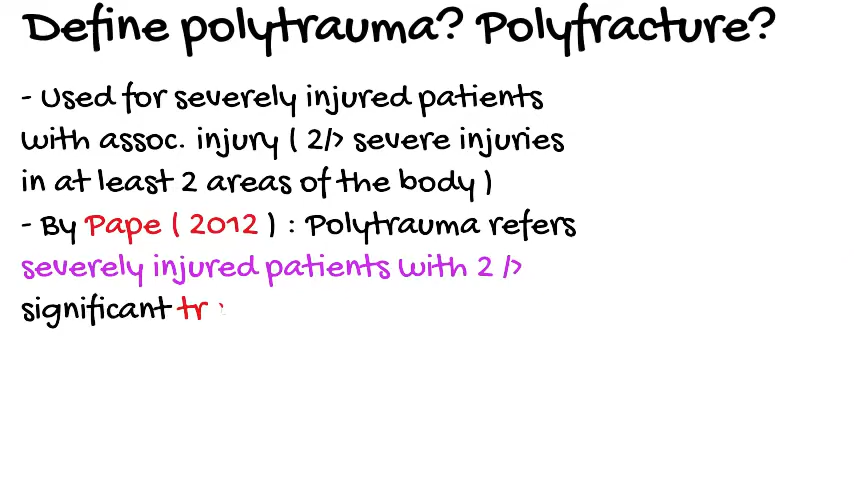 Define polytrauma? Polyfracture?
- Used for severely injured patients
with assoc. injury ( 2/> severe injuries
in at least 2 areas of the body )
- By Pape ( 2012 ) : Polytrauma refers
severely injured patients with 2 />
significant tr